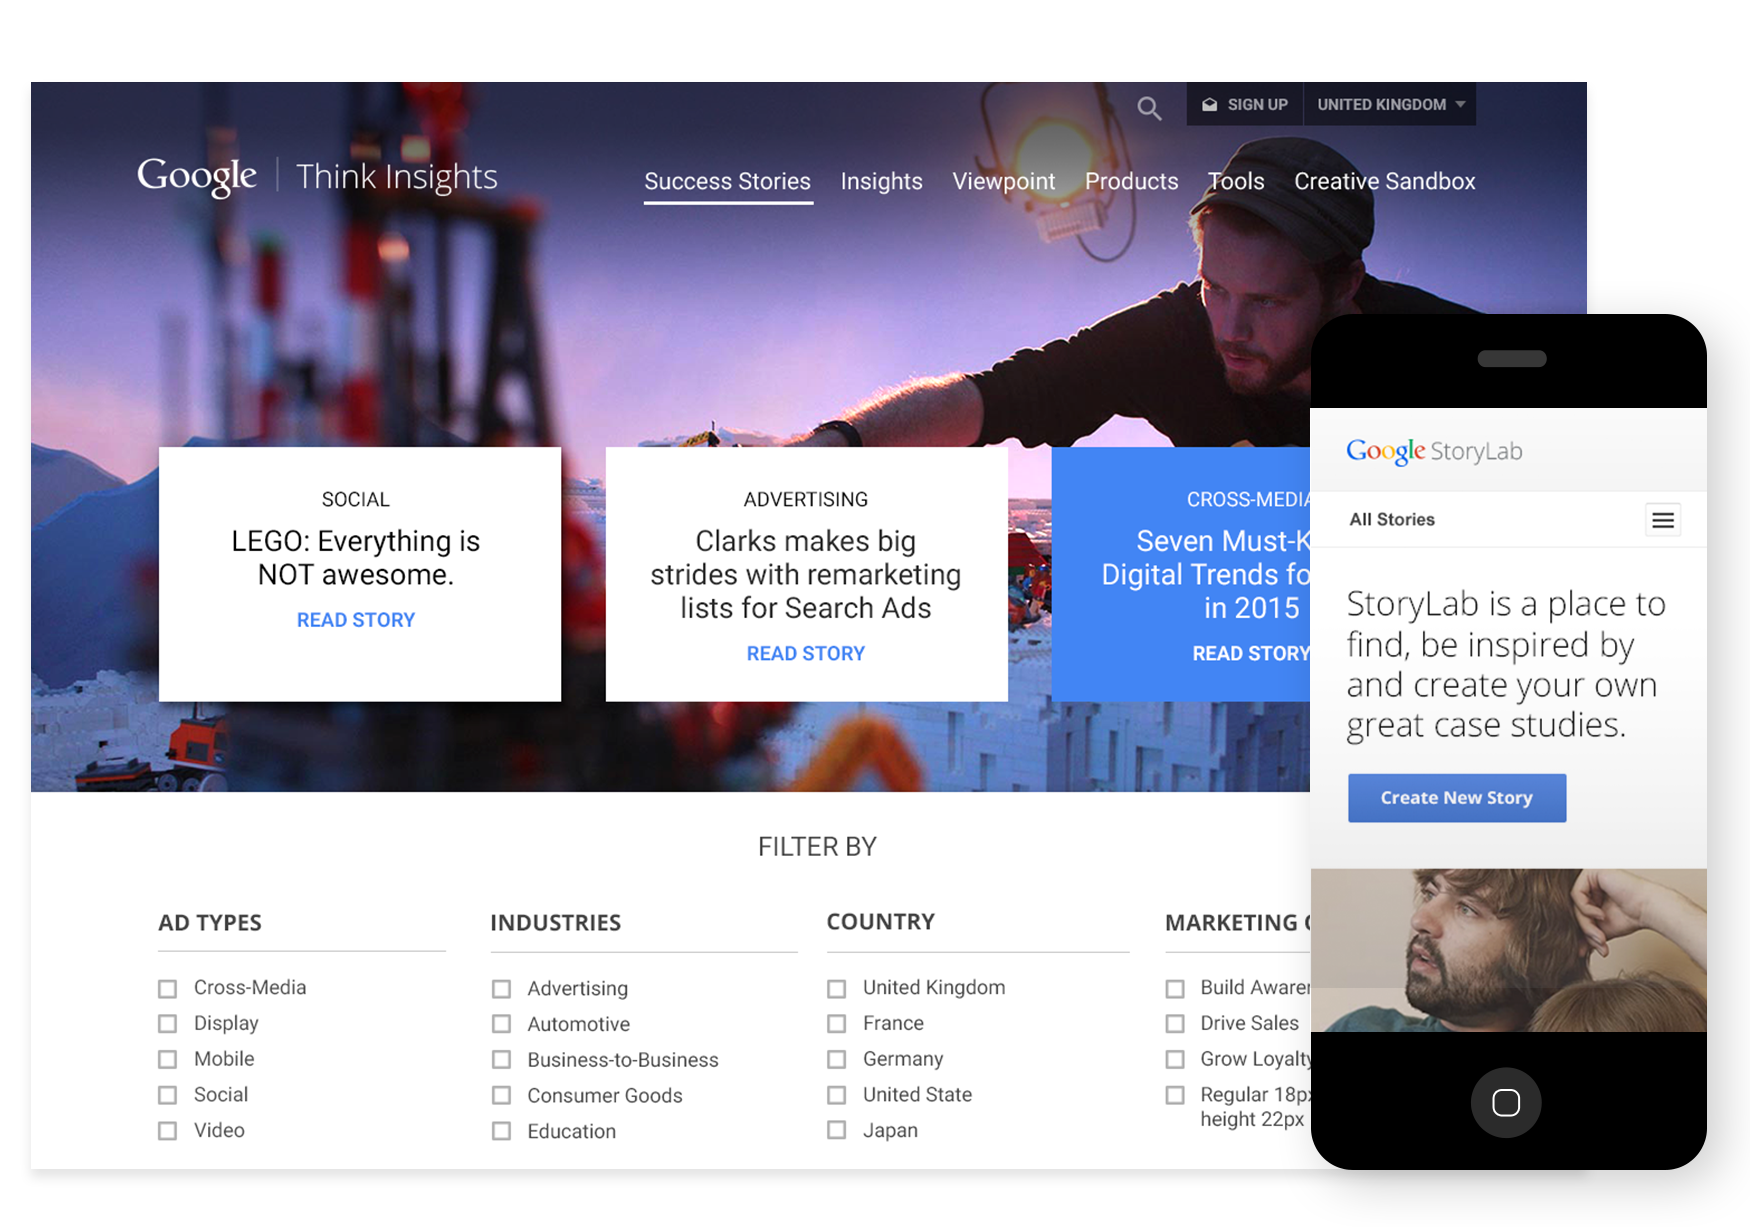 SIGN UP
UNITED KINGDOM
Google | Think Insights
Success Stories
Insights
Viewpoint
Products
Tools
Creative Sandbox
SOCIAL
LEGO: Everything is
NOT awesome.
READ STORY
ADVERTISING
Clarks makes big
strides with remarketing
lists for Search Ads
READ STORY
CROSS-MEDIA
Seven Must-K
Digital Trends fo
in 2015
READ STORY
FILTER BY
AD TYPES
Cross-Media
Display
Mobile
Social
Video
INDUSTRIES
Advertising
Automotive
Business-to-Business
Consumer Goods
Education
COUNTRY
United Kingdom
France
Germany
United State
Japan
MARKETING
Build Awarer
Drive Sales
Grow Loyalty
Regular 18px
height 22px
Google StoryLab
All Stories
StoryLab is a place to
find, be inspired by
and create your own
great case studies.
Create New Story